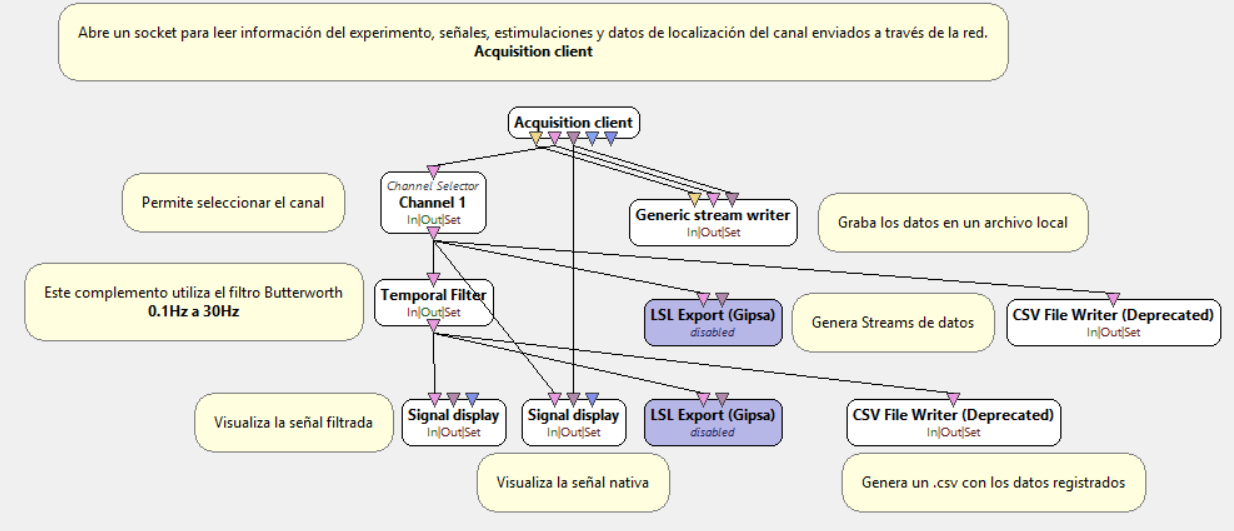 Abre un socket para leer información del experimento, señales, estimulaciones y datos de localización del canal enviados a través de la red.
Acquisition client
Acquisition client
Permite seleccionar el canal
Channel Selector
Channel 1
In|Out|Set
Generic stream writer
In|Out|Set
Graba los datos en un archivo local
Este complemento utiliza el filtro Butterworth
0.1Hz a 30Hz
Temporal Filter
In|Out|Set
LSL Export (Gipsa)
disabled
Genera Streams de datos
CSV File Writer (Deprecated)
In|Out|Set
Visualiza la señal filtrada
Signal display
In|Out|Set
Signal display
In|Out|Set
LSL Export (Gipsa)
disabled
CSV File Writer (Deprecated)
In|Out|Set
Visualiza la señal nativa
Genera un .csv con los datos registrados